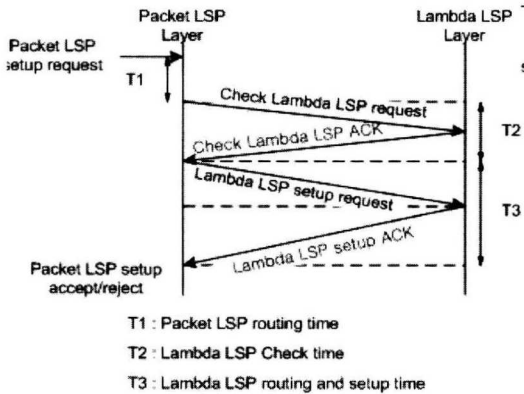 Packet LSP
Layer
Lambda LSP
Layer
Packet LSP
setup request
T1
Check Lambda LSP request
T2
Check Lambda LSP ACK
Lambda LSP setup request
T3
Lambda LSP setup ACK
Packet LSP setup
accept/reject
T1 : Packet LSP routing time
T2 : Lambda LSP Check time
T3 : Lambda LSP routing and setup time